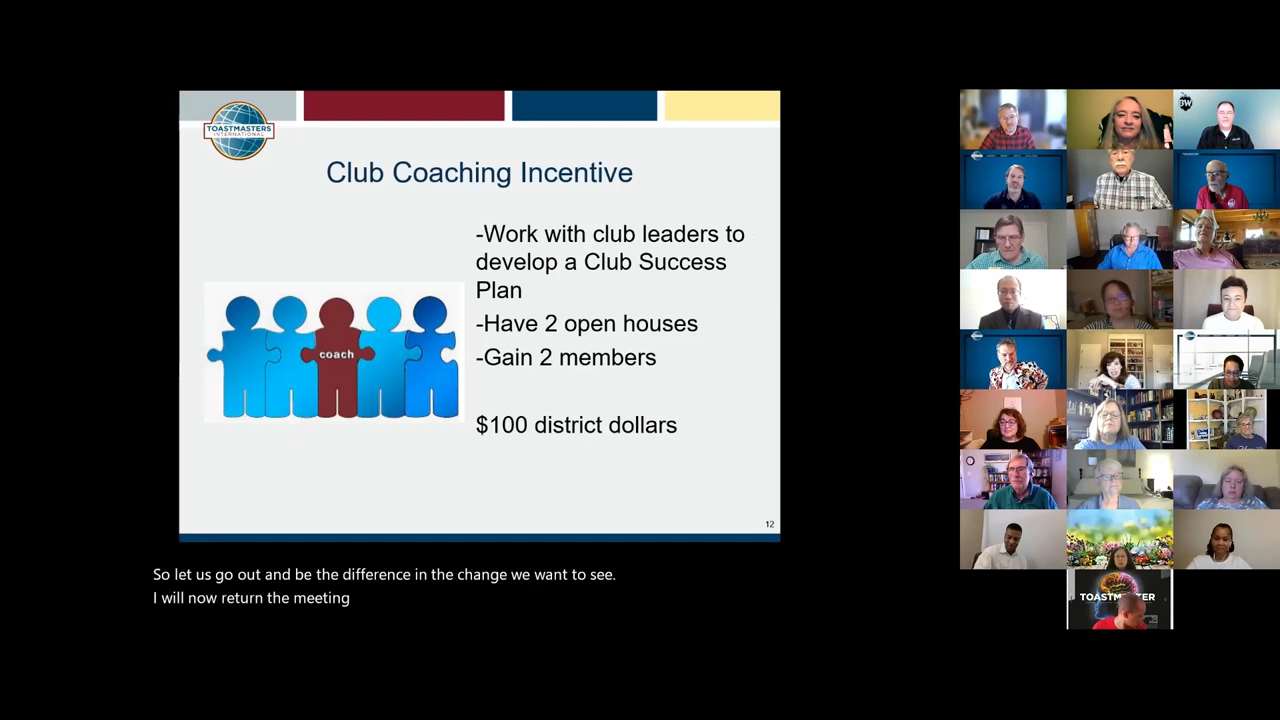 TOASTMASTERS
INTERNATIONAL
Club Coaching Incentive
-Work with club leaders to
develop a Club Success
Plan
-Have 2 open houses
-Gain 2 members
$100 district dollars
coach
12
So let us go out and be the difference in the change we want to see.
I will now return the meeting